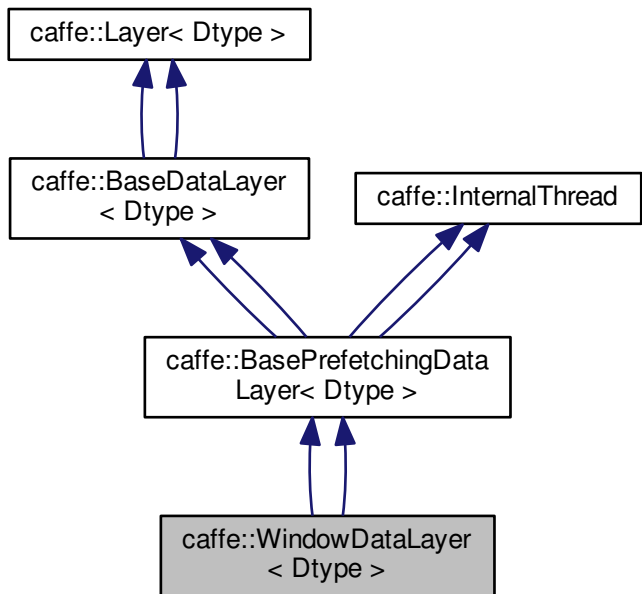 caffe::Layer< Dtype >
caffe::BaseDataLayer
< Dtype >
caffe::InternalThread
caffe::BasePrefetchingData
Layer< Dtype >
caffe::WindowDataLayer
< Dtype >